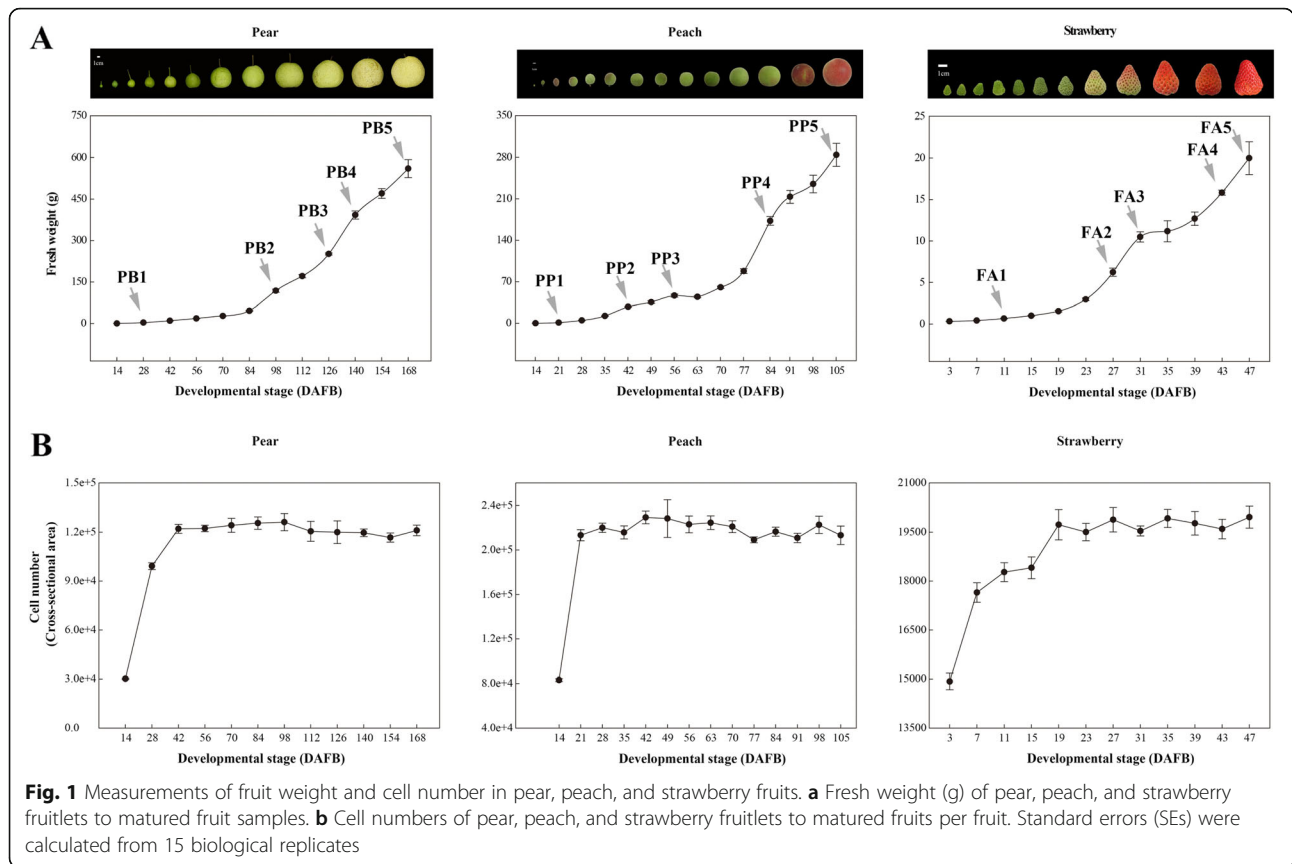 A
Pear
Peach
Strawberry
1cm
1cm
750
600
450
300
150
0
Fresh weight (g)
PB1
PB2
PB3
PB4
PB5
14 28 42 56 70 84 98 112 126 140 154 168
Developmental stage (DAFB)
350
280
210
140
70
0
PP1
PP2
PP3
PP4
PP5
14 21 28 35 42 49 56 63 70 77 84 91 98 105
Developmental stage (DAFB)
25
20
15
10
5
0
FA1
FA2
FA3
FA4
FA5
3 7 11 15 19 23 27 31 35 39 43 47
Developmental stage (DAFB)
B
Pear
Peach
Strawberry
Cell number
(Cross-sectional area)
1.5e+5
1.2e+5
9.0e+4
6.0e+4
3.0e+4
0.0
14 28 42 56 70 84 98 112 126 140 154 168
Developmental stage (DAFB)
2.4e+5
2.0e+5
1.6e+5
1.2e+5
8.0e+4
4.0e+4
14 21 28 35 42 49 56 63 70 77 84 91 98 105
Developmental stage (DAFB)
21000
19500
18000
16500
15000
13500
3 7 11 15 19 23 27 31 35 39 43 47
Developmental stage (DAFB)
Fig. 1 Measurements of fruit weight and cell number in pear, peach, and strawberry fruits. a Fresh weight (g) of pear, peach, and strawberry
fruitlets to matured fruit samples. b Cell numbers of pear, peach, and strawberry fruitlets to matured fruits per fruit. Standard errors (SEs) were
calculated from 15 biological replicates